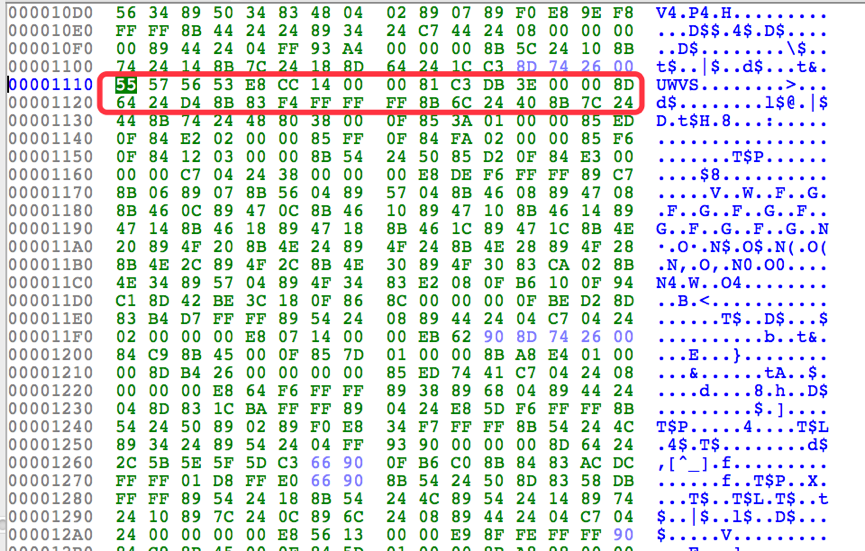 000010D0 56 34 89 50 34 83 48 04 02 89 07 89 F0 E8 9E F8 V4.P4.H.........
000010E0 FF FF 8B 44 24 24 89 34 24 C7 44 24 08 00 00 00 ...D$$.4$.D$....
000010F0 00 89 44 24 04 FF 93 A4 00 00 00 8B 5C 24 10 8B ..D$........\$..
00001100 74 24 14 8B 7C 24 18 8D 64 24 1C C3 8D 74 26 00 t$..|$..d$...t&.
00001110 55 57 56 53 E8 CC 14 00 00 81 C3 DB 3E 00 00 8D UWVS........>...
00001120 64 24 D4 8B 83 F4 FF FF FF 8B 6C 24 40 8B 7C 24 d$........l$@.|$
00001130 44 8B 74 24 48 80 38 00 0F 85 3A 01 00 00 85 ED D.t$H.8...:.....
00001140 0F 84 E2 02 00 00 85 FF 0F 84 FA 02 00 00 85 F6 ................
00001150 0F 84 12 03 00 00 8B 54 24 50 85 D2 0F 84 E3 00 .......T$P......
00001160 00 00 C7 04 24 38 00 00 00 E8 DE F6 FF FF 89 C7 ....$8..........
00001170 8B 06 89 07 8B 56 04 89 57 04 8B 46 08 89 47 08 .....V..W..F..G.
00001180 8B 46 0C 89 47 0C 8B 46 10 89 47 10 8B 46 14 89 .F..G..F..G..F..
00001190 47 14 8B 46 18 89 47 18 8B 46 1C 89 47 1C 8B 4E G..F..G..F..G..N
000011A0 20 89 4F 20 8B 4E 24 89 4F 24 8B 4E 28 89 4F 28 .O .N$.O$.N(.O(
000011B0 8B 4E 2C 89 4F 2C 8B 4E 30 89 4F 30 83 CA 02 8B .N,.O,.N0.O0....
000011C0 4E 34 89 57 04 89 4F 34 83 E2 08 0F B6 10 0F 94 N4.W..O4........
000011D0 C1 8D 42 BE 3C 18 0F 86 8C 00 00 00 0F BE D2 8D ..B.<...........
000011E0 83 B4 D7 FF FF 89 54 24 08 89 44 24 04 C7 04 24 ......T$..D$...$
000011F0 02 00 00 00 E8 07 14 00 00 EB 62 90 8D 74 26 00 ..........b..t&.
00001200 84 C9 8B 45 00 0F 85 7D 01 00 00 8B A8 E4 01 00 ...E...}........
00001210 00 8D B4 26 00 00 00 00 85 ED 74 41 C7 04 24 08 ...&......tA..$.
00001220 00 00 00 E8 64 F6 FF FF 89 38 89 68 04 89 44 24 ....d....8.h..D$
00001230 04 8D 83 1C BA FF FF 89 04 24 E8 5D F6 FF FF 8B .........$.]....
00001240 54 24 50 89 02 89 F0 E8 34 F7 FF FF 8B 54 24 4C T$P.....4....T$L
00001250 89 34 24 89 54 24 04 FF 93 90 00 00 00 8D 64 24 .4$.T$........d$
00001260 2C 5B 5E 5F 5D C3 66 90 0F B6 C0 8B 84 83 AC DC ,[^_].f.........
00001270 FF FF 01 D8 FF E0 66 90 8B 54 24 50 8D 83 58 DB ......f..T$P..X.
00001280 FF FF 89 54 24 18 8B 54 24 4C 89 54 24 14 89 74 ...T$..T$L.T$..t
00001290 24 10 89 7C 24 0C 89 6C 24 08 89 44 24 04 C7 04 $..|$..l$..D$...
000012A0 24 00 00 00 00 E8 56 13 00 00 E9 8F FE FF FF 90 $.....V.........